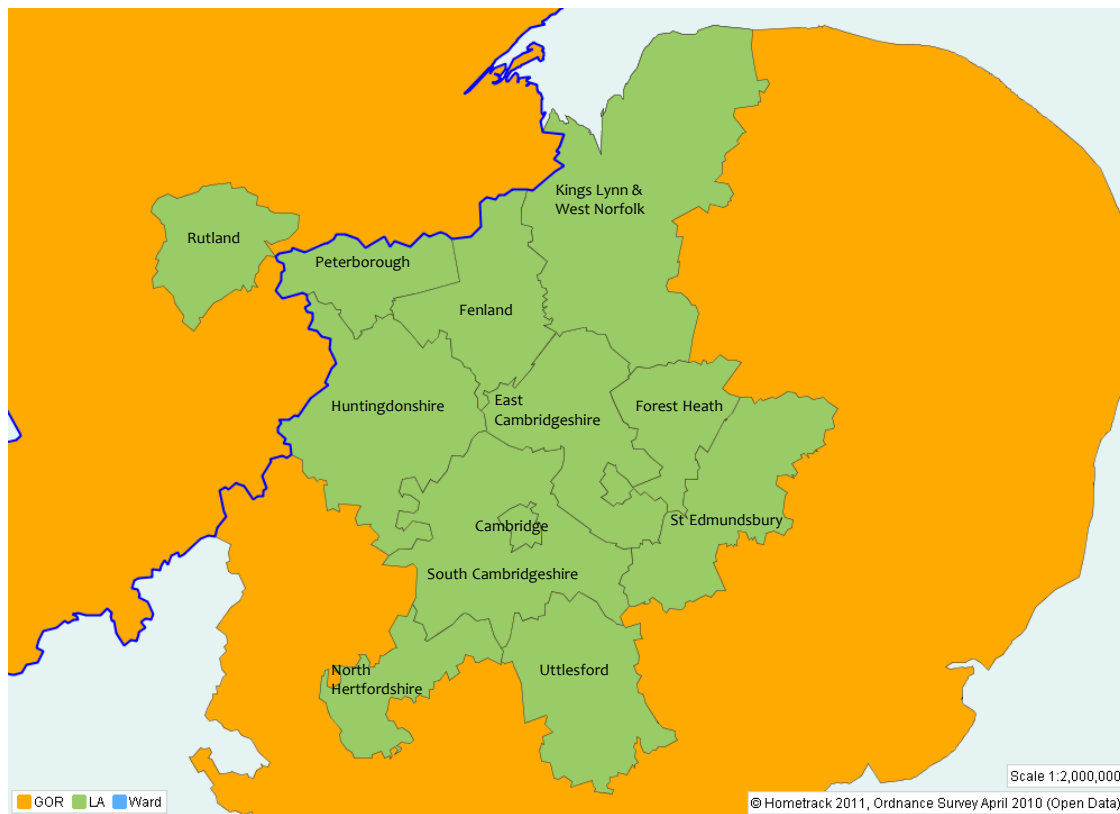 Kings Lynn &
West Norfolk
Rutland
Peterborough
Fenland
Huntingdonshire
East
Cambridgeshire
Forest Heath
Cambridge
St Edmundsbury
South Cambridgeshire
North
Hertfordshire
Uttlesford
Scale 1:2,000,000
GOR LA Ward
© Hometrack 2011, Ordnance Survey April 2010 (Open Data)